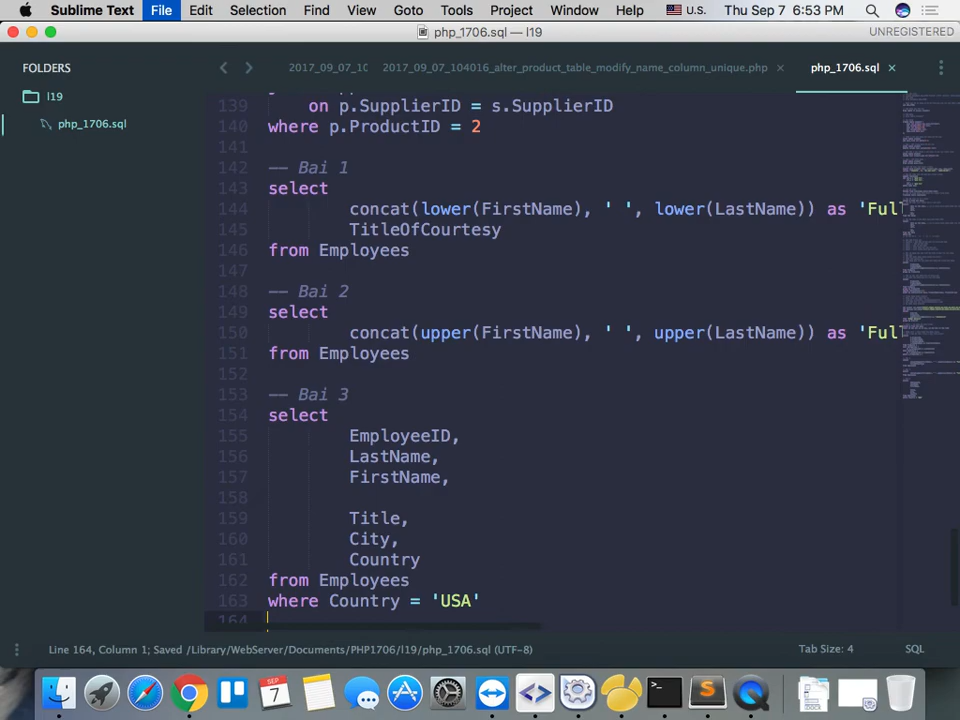 Sublime Text File Edit Selection Find View Goto Tools Project Window Help U.S. Thu Sep 7 6:53 PM
php_1706.sql — l19 UNREGISTERED
FOLDERS
l19
php_1706.sql
2017_09_07_10 2017_09_07_104016_alter_product_table_modify_name_column_unique.php × php_1706.sql ×
139 on p.SupplierID = s.SupplierID
140 where p.ProductID = 2
141
142 -- Bai 1
143 select
144 concat(lower(FirstName), ' ', lower(LastName)) as 'Ful
145 TitleOfCourtesy
146 from Employees
147
148 -- Bai 2
149 select
150 concat(upper(FirstName), ' ', upper(LastName)) as 'Ful
151 from Employees
152
153 -- Bai 3
154 select
155 EmployeeID,
156 LastName,
157 FirstName,
158
159 Title,
160 City,
161 Country
162 from Employees
163 where Country = 'USA'
164
Line 164, Column 1; Saved /Library/WebServer/Documents/PHP1706/l19/php_1706.sql (UTF-8) Tab Size: 4 SQL
SEP
7